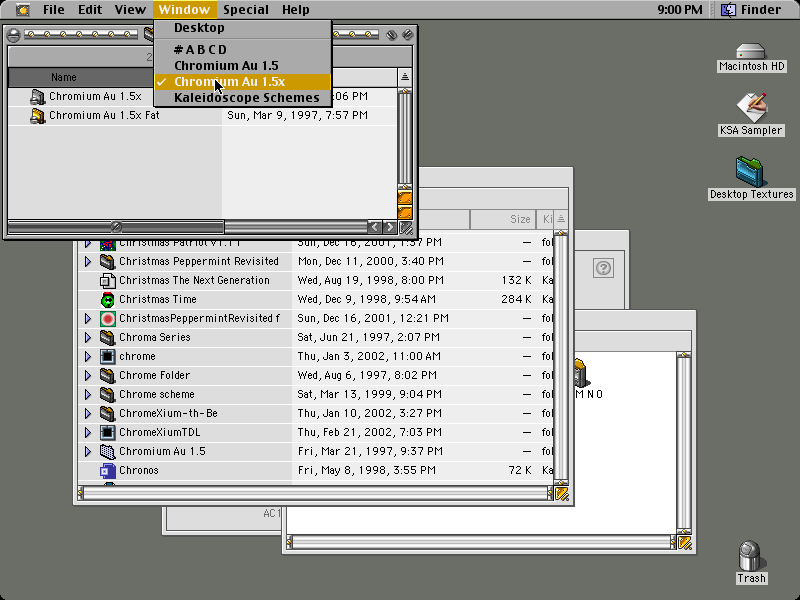 File Edit View Window Special Help 9:00 PM Finder
Desktop
# A B C D
Chromium Au 1.5
Chromium Au 1.5x
Kaleidoscope Schemes
2
Name
Chromium Au 1.5x :06 PM
Chromium Au 1.5x Fat Sun, Mar 9, 1997, 7:57 PM
Macintosh HD
KSA Sampler
Desktop Textures
Size Ki
Christmas Patriot v1.11 Sun, Dec 16, 2001, 1:37 PM — fol
Christmas Peppermint Revisited Mon, Dec 11, 2000, 3:40 PM — fol
Christmas The Next Generation Wed, Aug 19, 1998, 8:00 PM 132 K Ka
Christmas Time Wed, Dec 9, 1998, 9:54 AM 284 K Ka
ChristmasPeppermintRevisited f Sun, Dec 16, 2001, 12:21 PM — fol
Chroma Series Sat, Jun 21, 1997, 2:07 PM — fol
chrome Thu, Jan 3, 2002, 11:00 AM — fol
Chrome Folder Wed, Aug 6, 1997, 8:02 PM — fol
Chrome scheme Sat, Mar 13, 1999, 9:04 PM — fol
ChromeXium-th-Be Thu, Jan 10, 2002, 3:27 PM — fol
ChromeXiumTDL Thu, Feb 21, 2002, 7:03 PM — fol
Chromium Au 1.5 Fri, Mar 21, 1997, 9:37 PM — fol
Chronos Fri, May 8, 1998, 3:55 PM 72 K Ka
M N O
AC1
Trash